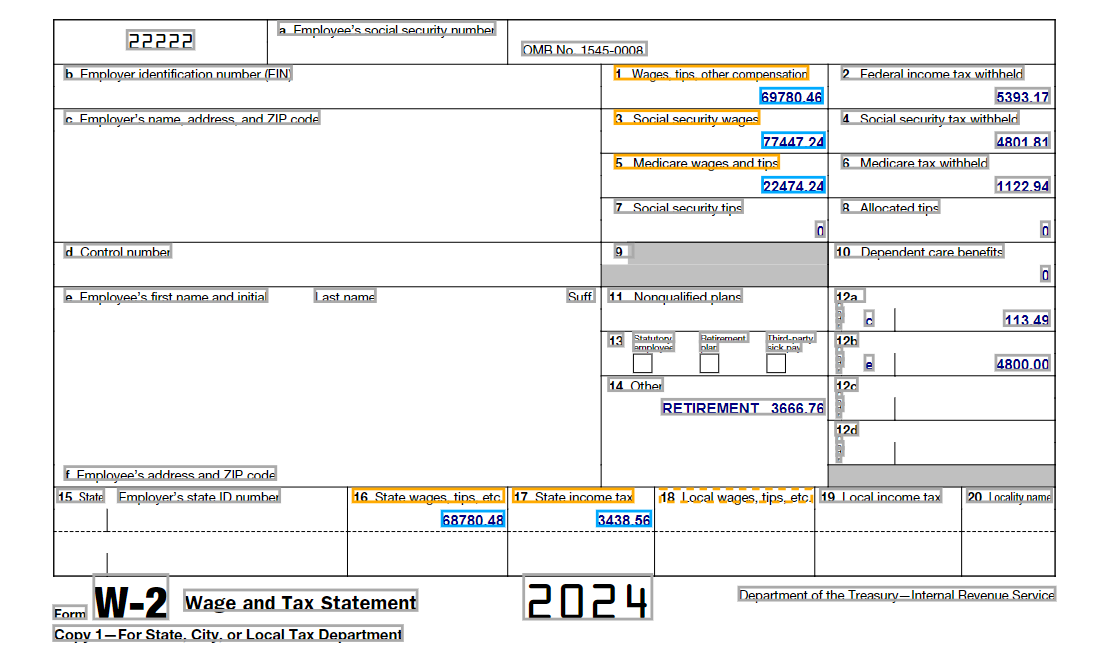 22222
a Employee's social security number
OMB No. 1545-0008
b Employer identification number (EIN)
1 Wages, tips, other compensation
69780.46
2 Federal income tax withheld
5393.17
c Employer's name, address, and ZIP code
3 Social security wages
77447.24
4 Social security tax withheld
4801.81
5 Medicare wages and tips
22474.24
6 Medicare tax withheld
1122.94
7 Social security tips
0
8 Allocated tips
0
d Control number
9
10 Dependent care benefits
0
e Employee's first name and initial
Last name
Suff.
11 Nonqualified plans
12a
c
113.49
13
Statutory employee
Retirement plan
Third-party sick pay
12b
e
4800.00
14 Other
RETIREMENT 3666.76
12c
12d
f Employee's address and ZIP code
15 State
Employer's state ID number
16 State wages, tips, etc.
68780.48
17 State income tax
3438.56
18 Local wages, tips, etc.
19 Local income tax
20 Locality name
Form W-2 Wage and Tax Statement
2024
Department of the Treasury—Internal Revenue Service
Copy 1—For State, City, or Local Tax Department